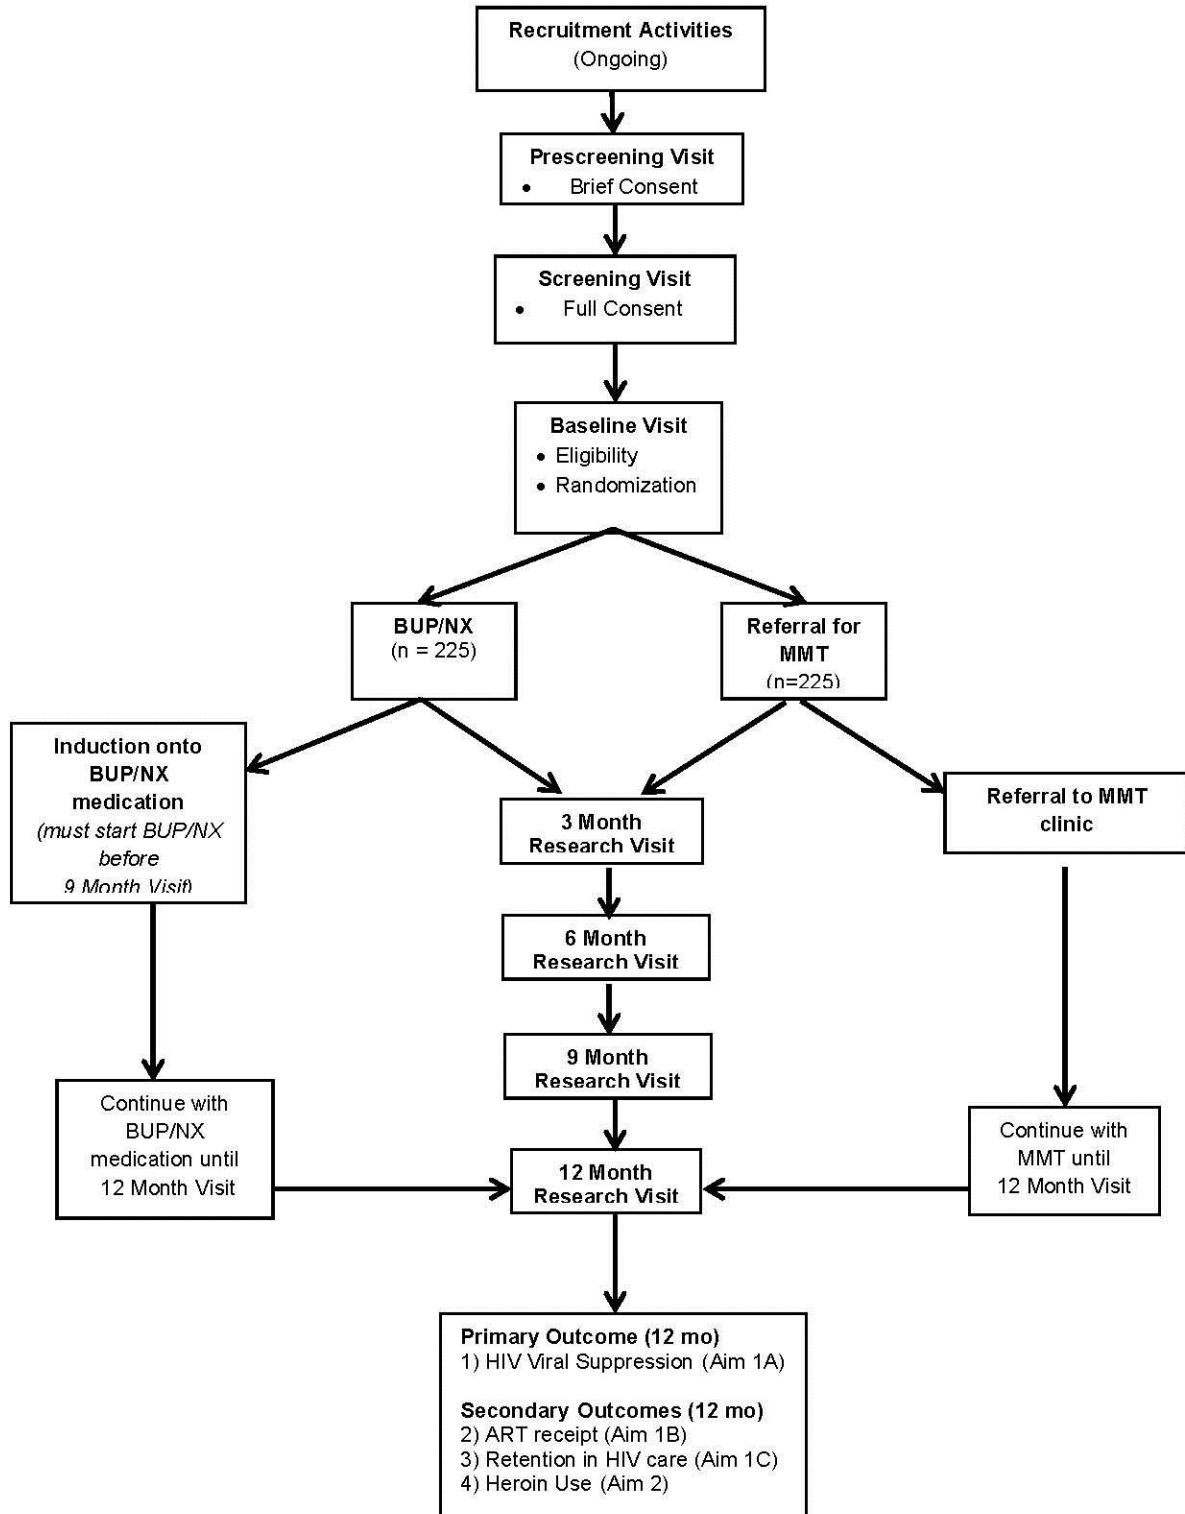 Recruitment Activities
(Ongoing)
Prescreening Visit
• Brief Consent
Screening Visit
• Full Consent
Baseline Visit
• Eligibility
• Randomization
BUP/NX
(n = 225)
Referral for
MMT
(n=225)
Induction onto
BUP/NX
medication
(must start BUP/NX
before
9 Month Visit)
3 Month
Research Visit
Referral to MMT
clinic
6 Month
Research Visit
9 Month
Research Visit
Continue with
BUP/NX
medication until
12 Month Visit
12 Month
Research Visit
Continue with
MMT until
12 Month Visit
Primary Outcome (12 mo)
1) HIV Viral Suppression (Aim 1A)
Secondary Outcomes (12 mo)
2) ART receipt (Aim 1B)
3) Retention in HIV care (Aim 1C)
4) Heroin Use (Aim 2)